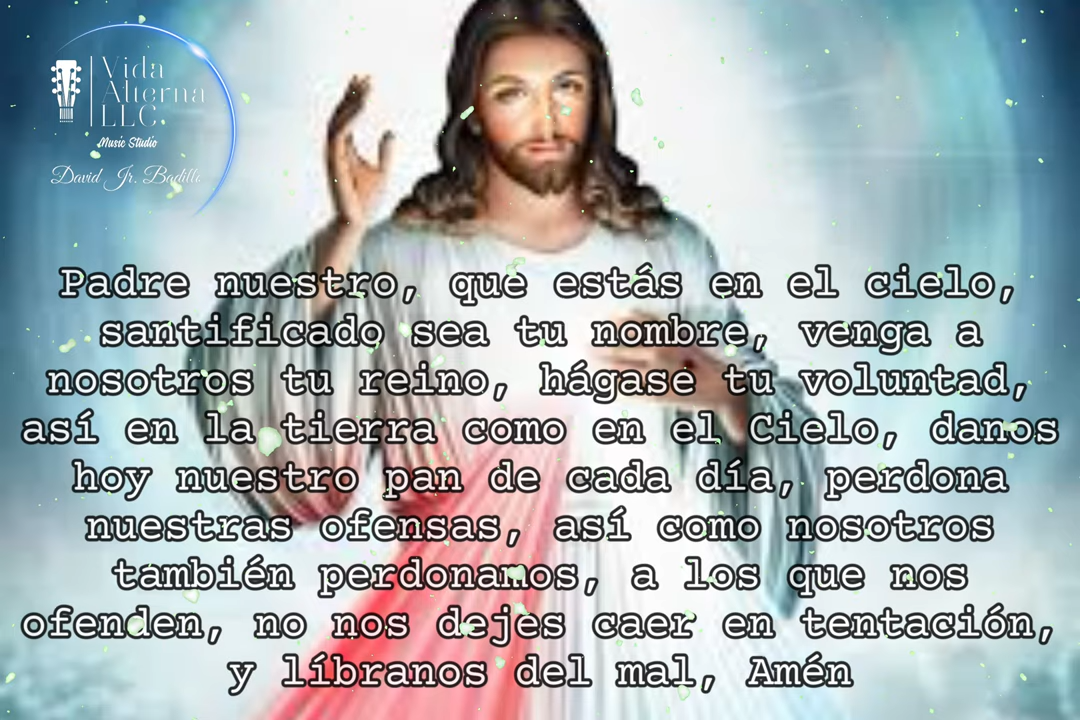 Vida
Alterna
LLC.
Music Studio
David Jr. Badillo
Padre nuestro, que estás en el cielo,
santificado sea tu nombre, venga a
nosotros tu reino, hágase tu voluntad,
así en la tierra como en el Cielo, danos
hoy nuestro pan de cada día, perdona
nuestras ofensas, así como nosotros
también perdonamos, a los que nos
ofenden, no nos dejes caer en tentación,
y líbranos del mal, Amén